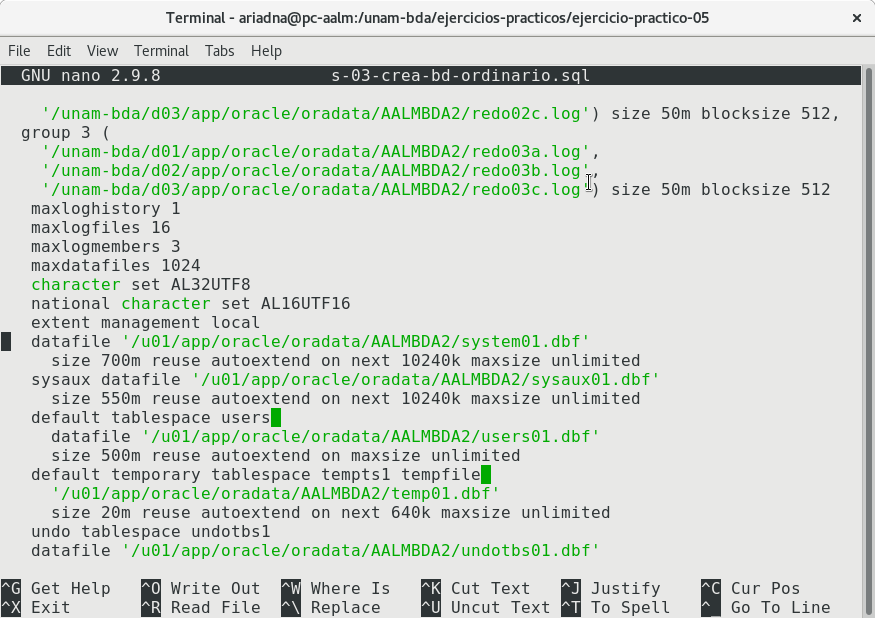 Terminal - ariadna@pc-aalm:/unam-bda/ejercicios-practicos/ejercicio-practico-05
File Edit View Terminal Tabs Help
GNU nano 2.9.8 s-03-crea-bd-ordinario.sql
'/unam-bda/d03/app/oracle/oradata/AALMBDA2/redo02c.log') size 50m blocksize 512,
group 3 (
'/unam-bda/d01/app/oracle/oradata/AALMBDA2/redo03a.log',
'/unam-bda/d02/app/oracle/oradata/AALMBDA2/redo03b.log',
'/unam-bda/d03/app/oracle/oradata/AALMBDA2/redo03c.log') size 50m blocksize 512
maxloghistory 1
maxlogfiles 16
maxlogmembers 3
maxdatafiles 1024
character set AL32UTF8
national character set AL16UTF16
extent management local
datafile '/u01/app/oracle/oradata/AALMBDA2/system01.dbf'
size 700m reuse autoextend on next 10240k maxsize unlimited
sysaux datafile '/u01/app/oracle/oradata/AALMBDA2/sysaux01.dbf'
size 550m reuse autoextend on next 10240k maxsize unlimited
default tablespace users
datafile '/u01/app/oracle/oradata/AALMBDA2/users01.dbf'
size 500m reuse autoextend on maxsize unlimited
default temporary tablespace tempts1 tempfile
'/u01/app/oracle/oradata/AALMBDA2/temp01.dbf'
size 20m reuse autoextend on next 640k maxsize unlimited
undo tablespace undotbs1
datafile '/u01/app/oracle/oradata/AALMBDA2/undotbs01.dbf'
^G Get Help ^O Write Out ^W Where Is ^K Cut Text ^J Justify ^C Cur Pos
^X Exit ^R Read File ^\ Replace ^U Uncut Text ^T To Spell ^_ Go To Line